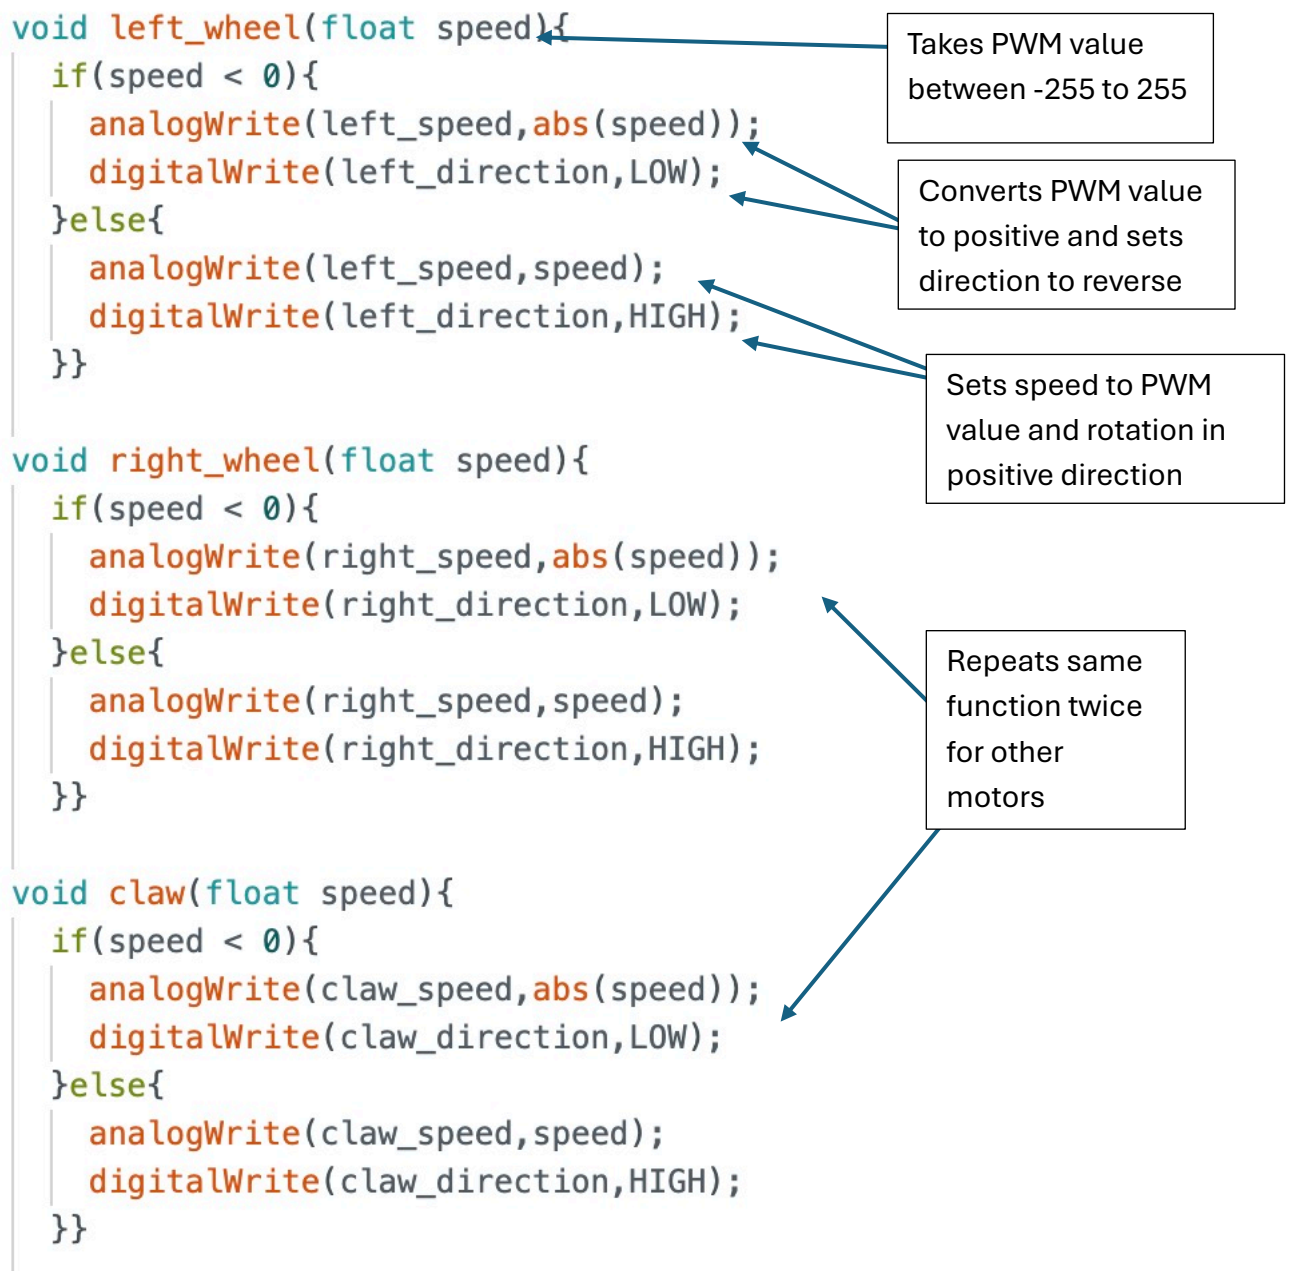 void left_wheel(float speed){
if(speed < 0){
analogWrite(left_speed,abs(speed));
digitalWrite(left_direction,LOW);
}else{
analogWrite(left_speed,speed);
digitalWrite(left_direction,HIGH);
}}
void right_wheel(float speed){
if(speed < 0){
analogWrite(right_speed,abs(speed));
digitalWrite(right_direction,LOW);
}else{
analogWrite(right_speed,speed);
digitalWrite(right_direction,HIGH);
}}
void claw(float speed){
if(speed < 0){
analogWrite(claw_speed,abs(speed));
digitalWrite(claw_direction,LOW);
}else{
analogWrite(claw_speed,speed);
digitalWrite(claw_direction,HIGH);
}}
Takes PWM value
between -255 to 255
Converts PWM value
to positive and sets
direction to reverse
Sets speed to PWM
value and rotation in
positive direction
Repeats same
function twice
for other
motors